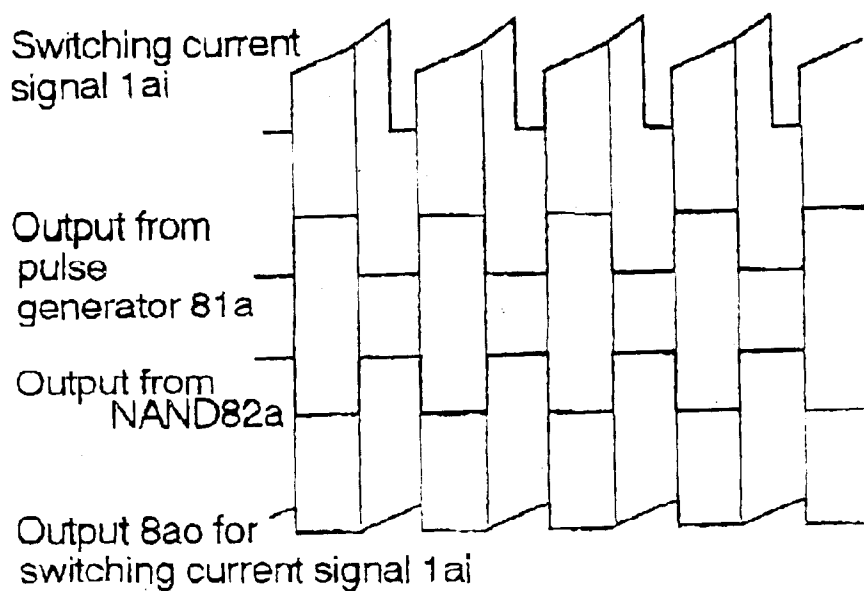 Switching current
signal 1ai
Output from
pulse
generator 81a
Output from
NAND82a
Output 8ao for
switching current signal 1ai